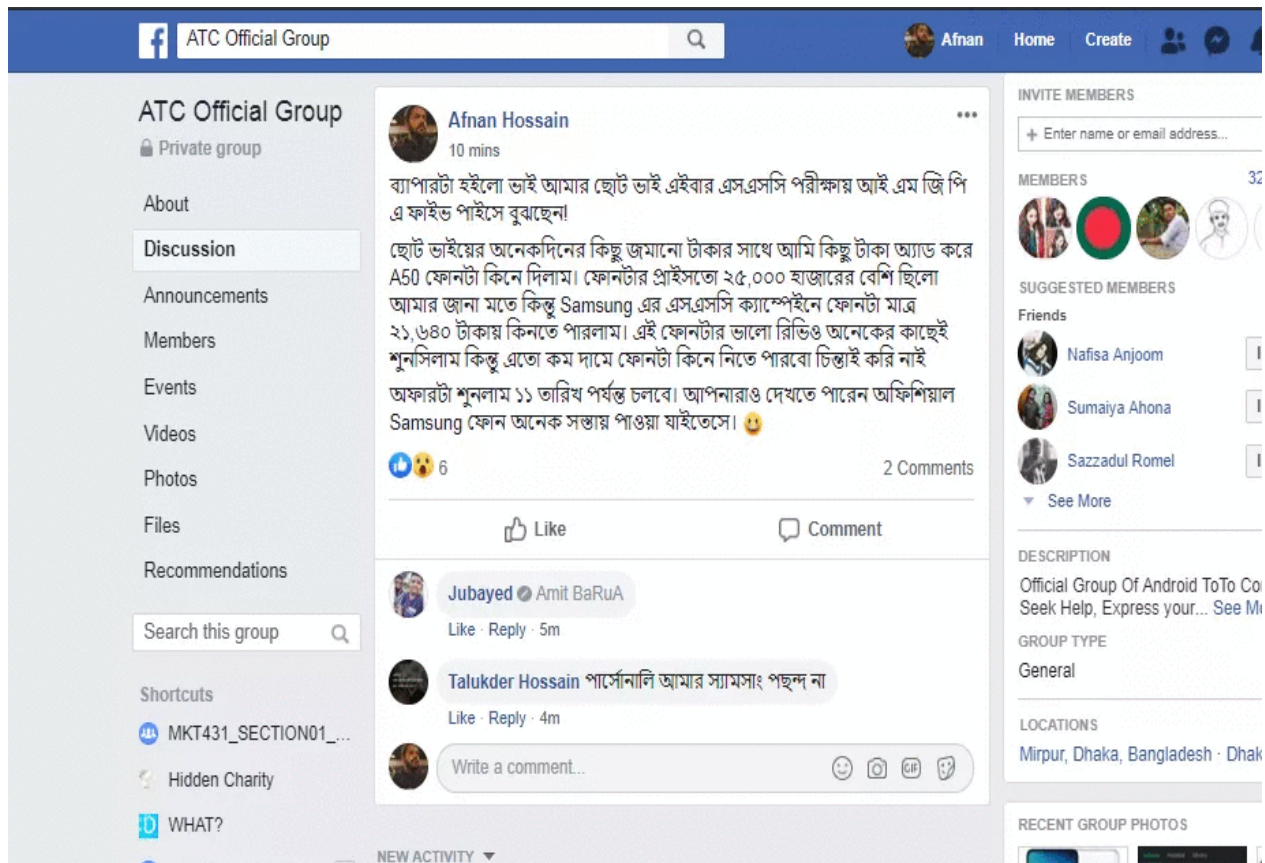 ATC Official Group
Afnan
Home
Create
ATC Official Group
Private group
About
Discussion
Announcements
Members
Events
Videos
Photos
Files
Recommendations
Search this group
Shortcuts
MKT431_SECTION01_...
Hidden Charity
WHAT?
Afnan Hossain
10 mins
ব্যাপারটা হইলো ভাই আমার ছোট ভাই এইবার এসএসসি পরীক্ষায় আই এম জি পি
এ ফাইভ পাইসে বুঝছেন!
ছোট ভাইয়ের অনেকদিনের কিছু জমানো টাকার সাথে আমি কিছু টাকা অ্যাড করে
A50 ফোনটা কিনে দিলাম। ফোনটার প্রাইসতো ২৫,০০০ হাজারের বেশি ছিলো
আমার জানা মতে কিন্তু Samsung এর এসএসসি ক্যাম্পেইনে ফোনটা মাত্র
২১,৬৪০ টাকায় কিনতে পারলাম। এই ফোনটার ভালো রিভিও অনেকের কাছেই
শুনসিলাম কিন্তু এতো কম দামে ফোনটা কিনে নিতে পারবো চিন্তাই করি নাই
অফারটা শুনলাম ১১ তারিখ পর্যন্ত চলবে। আপনারাও দেখতে পারেন অফিশিয়াল
Samsung ফোন অনেক সস্তায় পাওয়া যাইতেসে।
6
2 Comments
Like
Comment
Jubayed Amit BaRuA
Like · Reply · 5m
Talukder Hossain পার্সোনালি আমার স্যামসাং পছন্দ না
Like · Reply · 4m
Write a comment...
GIF
NEW ACTIVITY
INVITE MEMBERS
+ Enter name or email address...
MEMBERS
32
SUGGESTED MEMBERS
Friends
Nafisa Anjoom
Sumaiya Ahona
Sazzadul Romel
See More
DESCRIPTION
Official Group Of Android ToTo
Seek Help, Express your... See
GROUP TYPE
General
LOCATIONS
Mirpur, Dhaka, Bangladesh ·
RECENT GROUP PHOTOS